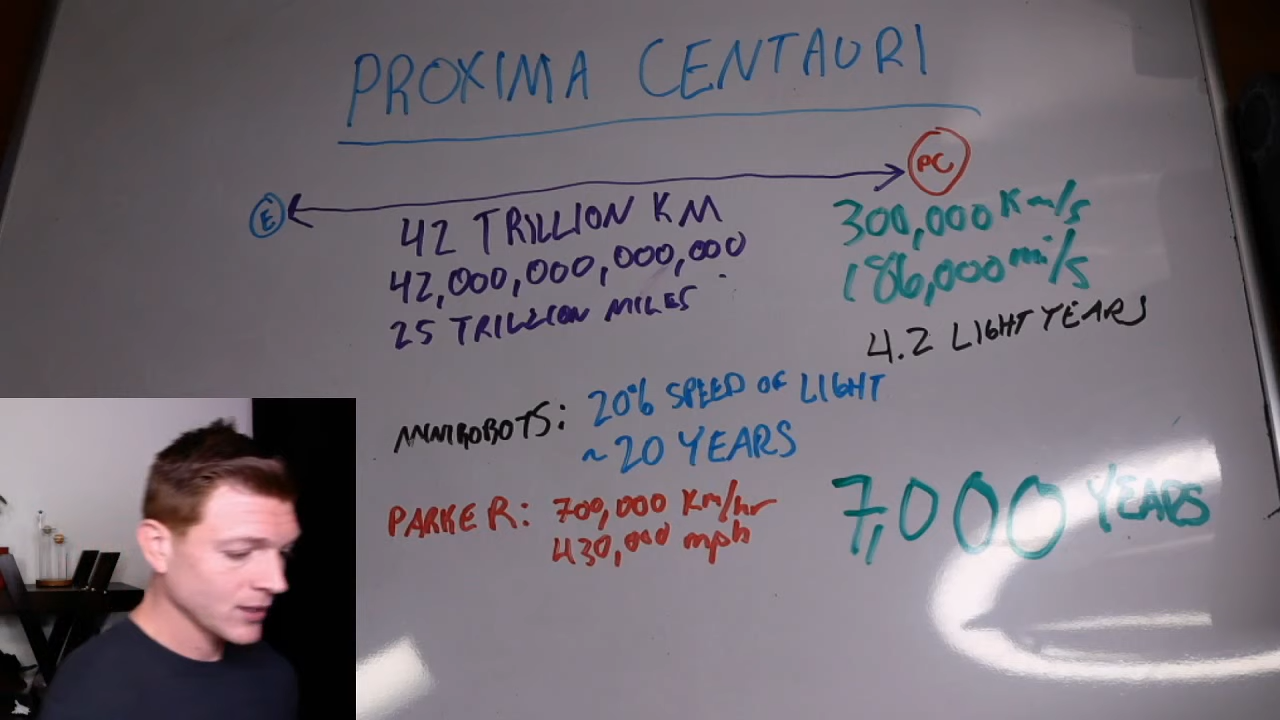 PROXIMA CENTAURI
PC
E
42 TRILLION KM
42,000,000,000,000
25 TRILLION MILES
300,000 Km/s
186,000 mi/s
4.2 LIGHT YEARS
MINIROBOTS: 20% SPEED OF LIGHT
~20 YEARS
PARKER: 700,000 Km/hr
430,000 mph
7,000 YEARS